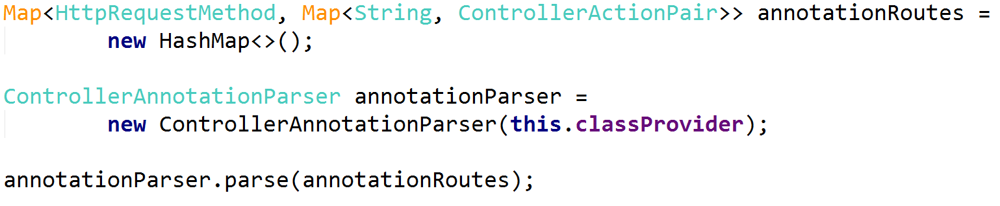 Map<HttpRequestMethod, Map<String, ControllerActionPair>> annotationRoutes =
        new HashMap<>();
ControllerAnnotationParser annotationParser =
        new ControllerAnnotationParser(this.classProvider);
annotationParser.parse(annotationRoutes);